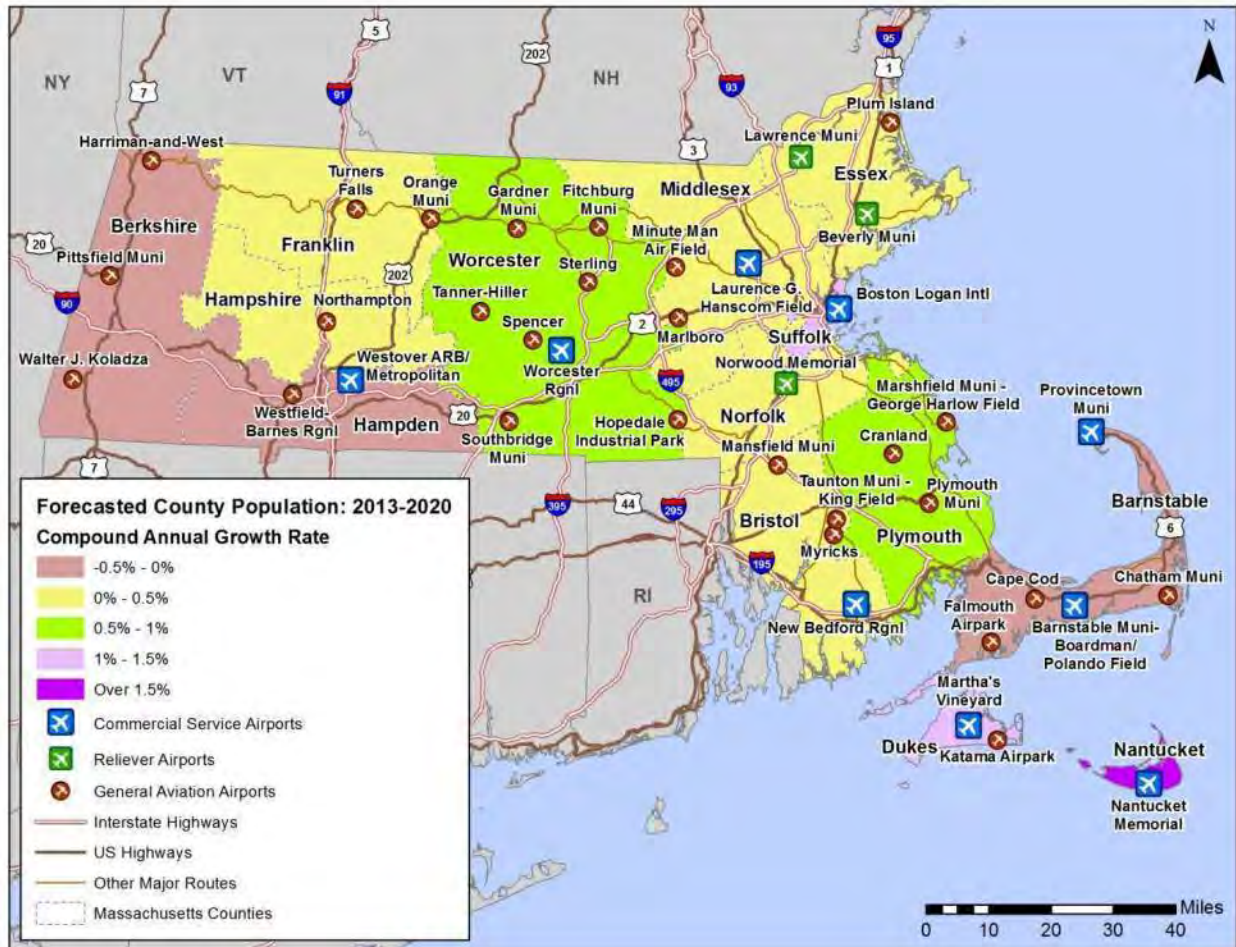 N
NY
VT
NH
RI
7
5
91
202
93
95
1
3
20
90
202
2
495
20
7
395
44
295
195
6
Harriman-and-West
Turners
Falls
Orange
Muni
Gardner
Muni
Fitchburg
Muni
Middlesex
Lawrence Muni
Plum Island
Essex
Beverly Muni
Berkshire
Pittsfield Muni
Franklin
Hampshire
Northampton
Worcester
Sterling
Tanner-Hiller
Spencer
Worcester
Rgnl
Minute Man
Air Field
Laurence G.
Hanscom Field
Marlboro
Boston Logan Intl
Suffolk
Norwood Memorial
Walter J. Koladza
Westfield-
Barnes Rgnl
Westover ARB/
Metropolitan
Hampden
Southbridge
Muni
Hopedale
Industrial Park
Norfolk
Mansfield Muni
Marshfield Muni -
George Harlow Field
Cranland
Provincetown
Muni
Taunton Muni -
King Field
Plymouth
Muni
Bristol
Myricks
Plymouth
Barnstable
New Bedford Rgnl
Cape Cod
Falmouth
Airpark
Chatham Muni
Barnstable Muni-
Boardman/
Polando Field
Martha's
Vineyard
Dukes
Katama Airpark
Nantucket
Nantucket
Memorial
Forecasted County Population: 2013-2020
Compound Annual Growth Rate
-0.5% - 0%
0% - 0.5%
0.5% - 1%
1% - 1.5%
Over 1.5%
Commercial Service Airports
Reliever Airports
General Aviation Airports
Interstate Highways
US Highways
Other Major Routes
Massachusetts Counties
Miles
0 10 20 30 40